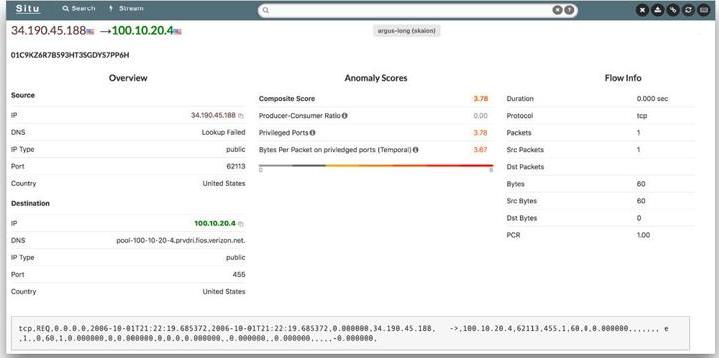 Situ Search Stream
34.190.45.188 → 100.10.20.4
argus-long (skaion)
01C9KZ6R7B593HT3SGDYS7PP6H
Overview
Source
IP 34.190.45.188
DNS Lookup Failed
IP Type public
Port 62113
Country United States
Destination
IP 100.10.20.4
DNS pool-100-10-20-4.prvdri.fios.verizon.net.
IP Type public
Port 455
Country United States
Anomaly Scores
Composite Score 3.78
Producer-Consumer Ratio 0.00
Privileged Ports 3.78
Bytes Per Packet on priviledged ports (Temporal) 3.67
0 6
Flow Info
Duration 0.000 sec
Protocol tcp
Packets 1
Src Packets 1
Dst Packets
Bytes 60
Src Bytes 60
Dst Bytes 0
PCR 1.00
tcp,REQ,0.0.0.0,2006-10-01T21:22:19.685372,2006-10-01T21:22:19.685372,0.000000,34.190.45.188, ->,100.10.20.4,62113,455,1,60,0,0.000000,,,,,,, e
,1,,0,60,1,0.000000,0,0.000000,0,0.0,0.000000,,0.000000,,0.000000,,,,,-0.000000,